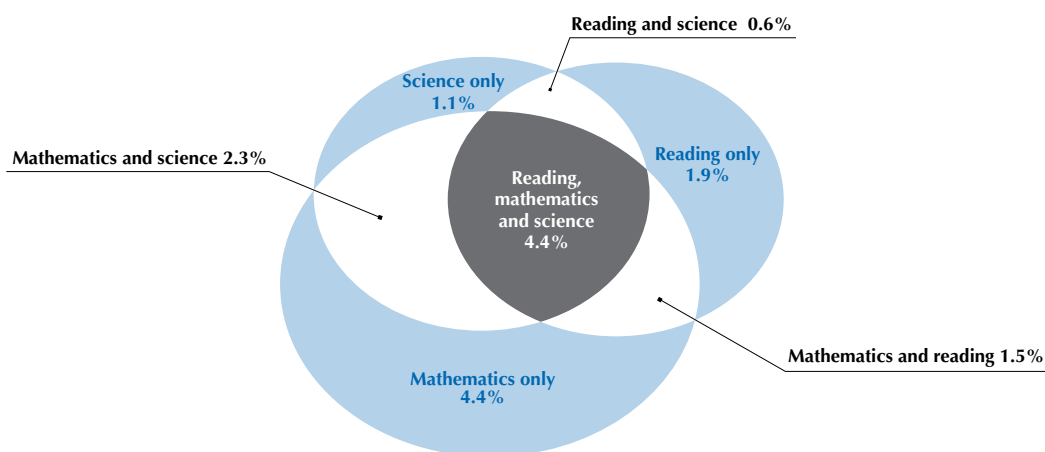 Reading and science 0.6%
Science only
1.1%
Mathematics and science 2.3%
Reading only
1.9%
Reading,
mathematics
and science
4.4%
Mathematics and reading 1.5%
Mathematics only
4.4%